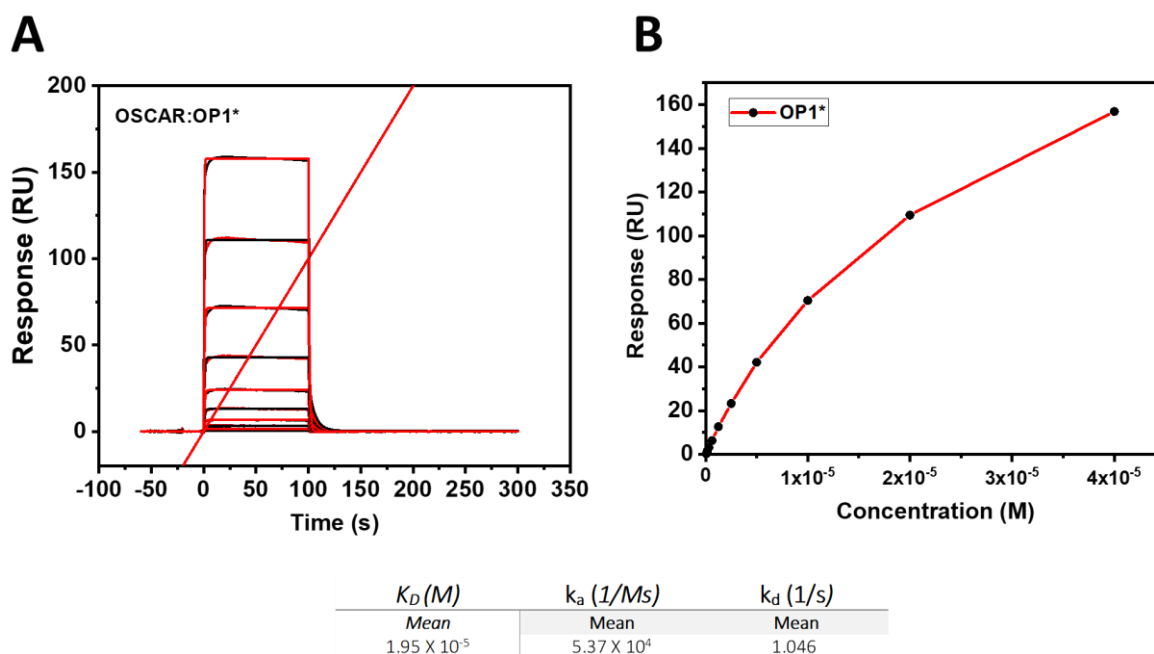 A
B
200
150
100
50
0
-100
-50
0
50
100
150
200
250
300
350
Response (RU)
Time (s)
OSCAR:OP1*
160
140
120
100
80
60
40
20
0
0
1x10⁻⁵
2x10⁻⁵
3x10⁻⁵
4x10⁻⁵
Response (RU)
Concentration (M)
OP1*
K_D (M) kₐ (1/Ms) k_d (1/s)
Mean Mean Mean
1.95 X 10⁻⁵ 5.37 X 10⁴ 1.046